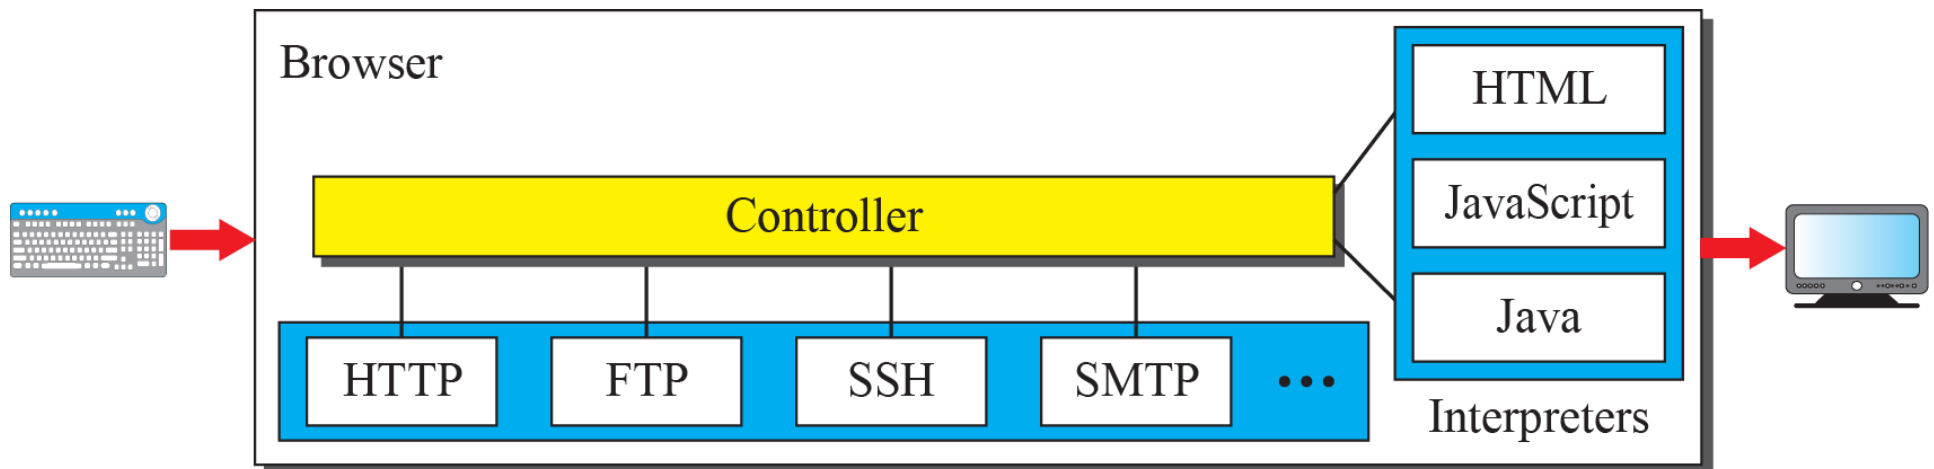 Browser
HTML
JavaScript
Controller
Java
HTTP FTP SSH SMTP ...
Interpreters